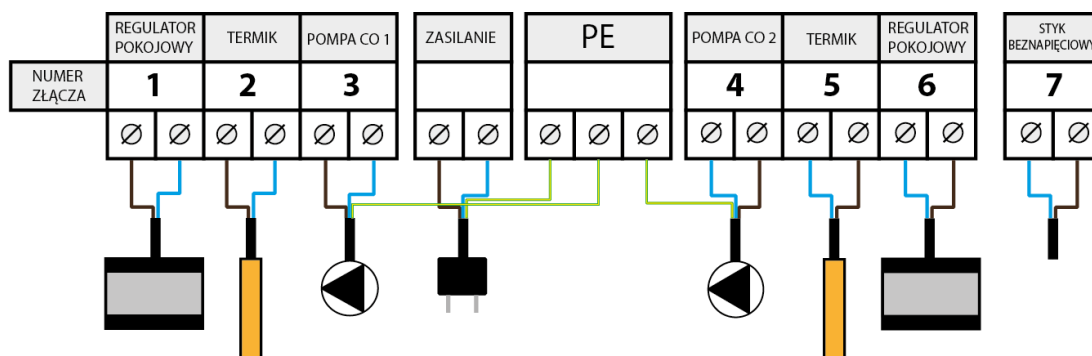 REGULATOR
POKOJOWY
TERMIK
POMPA CO 1
ZASILANIE
PE
POMPA CO 2
TERMIK
REGULATOR
POKOJOWY
STYK
BEZNAPIĘCIOWY
NUMER
ZŁĄCZA
1
2
3
4
5
6
7